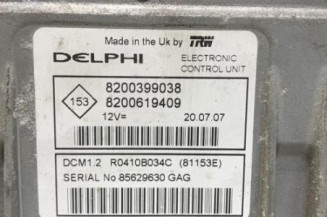 Made in the Uk by TRW
DELPHI ELECTRONIC
CONTROL UNIT
8200399038
153 8200619409
12V= 20.07.07
DCM1.2 R0410B034C (81153E)
SERIAL No 85629630 GAG